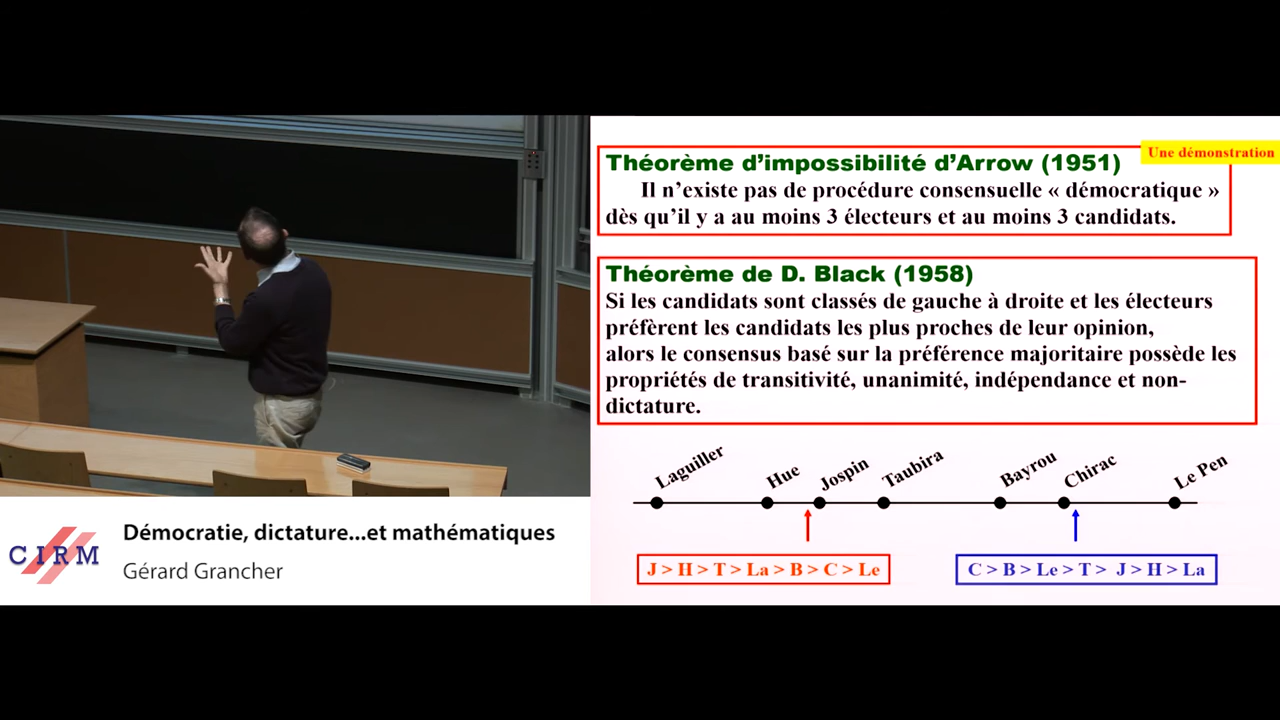 Théorème d'impossibilité d'Arrow (1951)
Une démonstration
Il n'existe pas de procédure consensuelle « démocratique »
dès qu'il y a au moins 3 électeurs et au moins 3 candidats.
Théorème de D. Black (1958)
Si les candidats sont classés de gauche à droite et les électeurs
préfèrent les candidats les plus proches de leur opinion,
alors le consensus basé sur la préférence majoritaire possède les
propriétés de transitivité, unanimité, indépendance et non-
dictature.
Laguiller Hue Jospin Taubira Bayrou Chirac Le Pen
J > H > T > La > B > C > Le
C > B > Le > T > J > H > La
CIRM
Démocratie, dictature...et mathématiques
Gérard Grancher